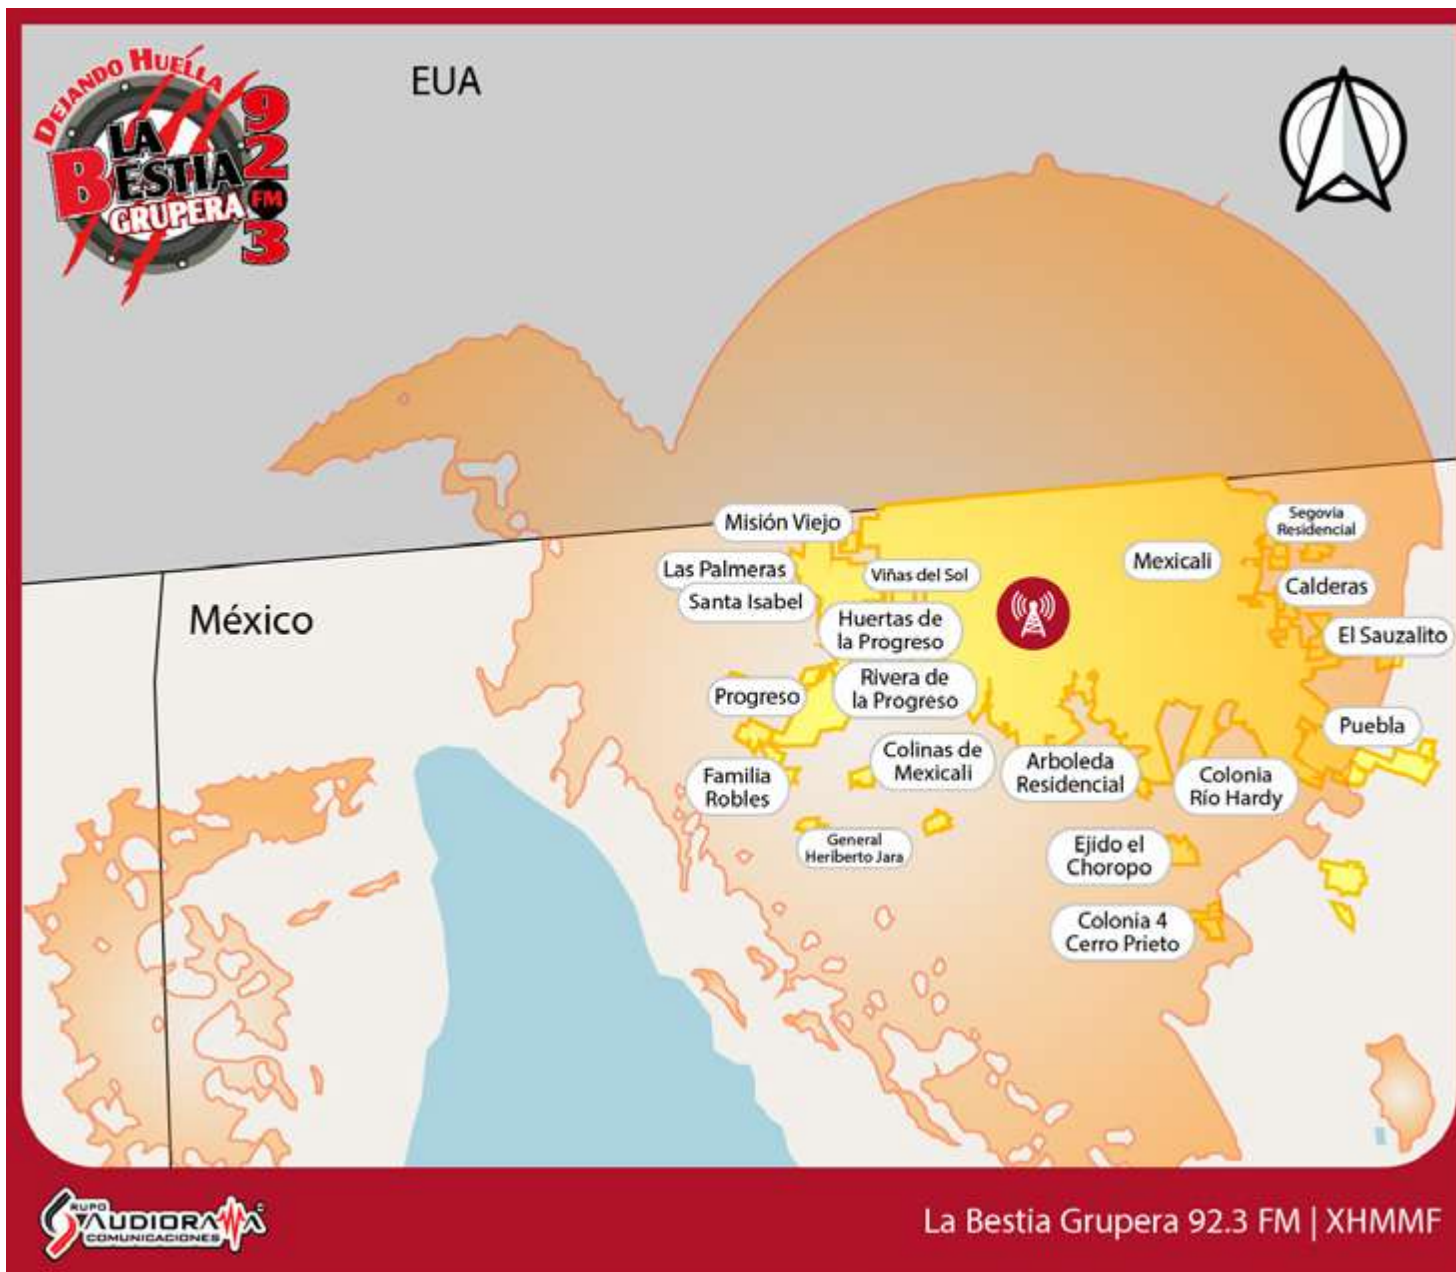 DEJANDO HUELLA
LA
BESTIA
GRUPERA
92
FM
3
EUA
México
Misión Viejo
Las Palmeras
Santa Isabel
Viñas del Sol
Huertas de
la Progreso
Rivera de
la Progreso
Progreso
Familia
Robles
Colinas de
Mexicali
General
Heriberto Jara
Mexicali
Segovia
Residencial
Calderas
El Sauzalito
Puebla
Arboleda
Residencial
Colonia
Río Hardy
Ejido el
Choropo
Colonia 4
Cerro Prieto
GRUPO
AUDIORAMA
COMUNICACIONES
La Bestia Grupera 92.3 FM | XHMMF